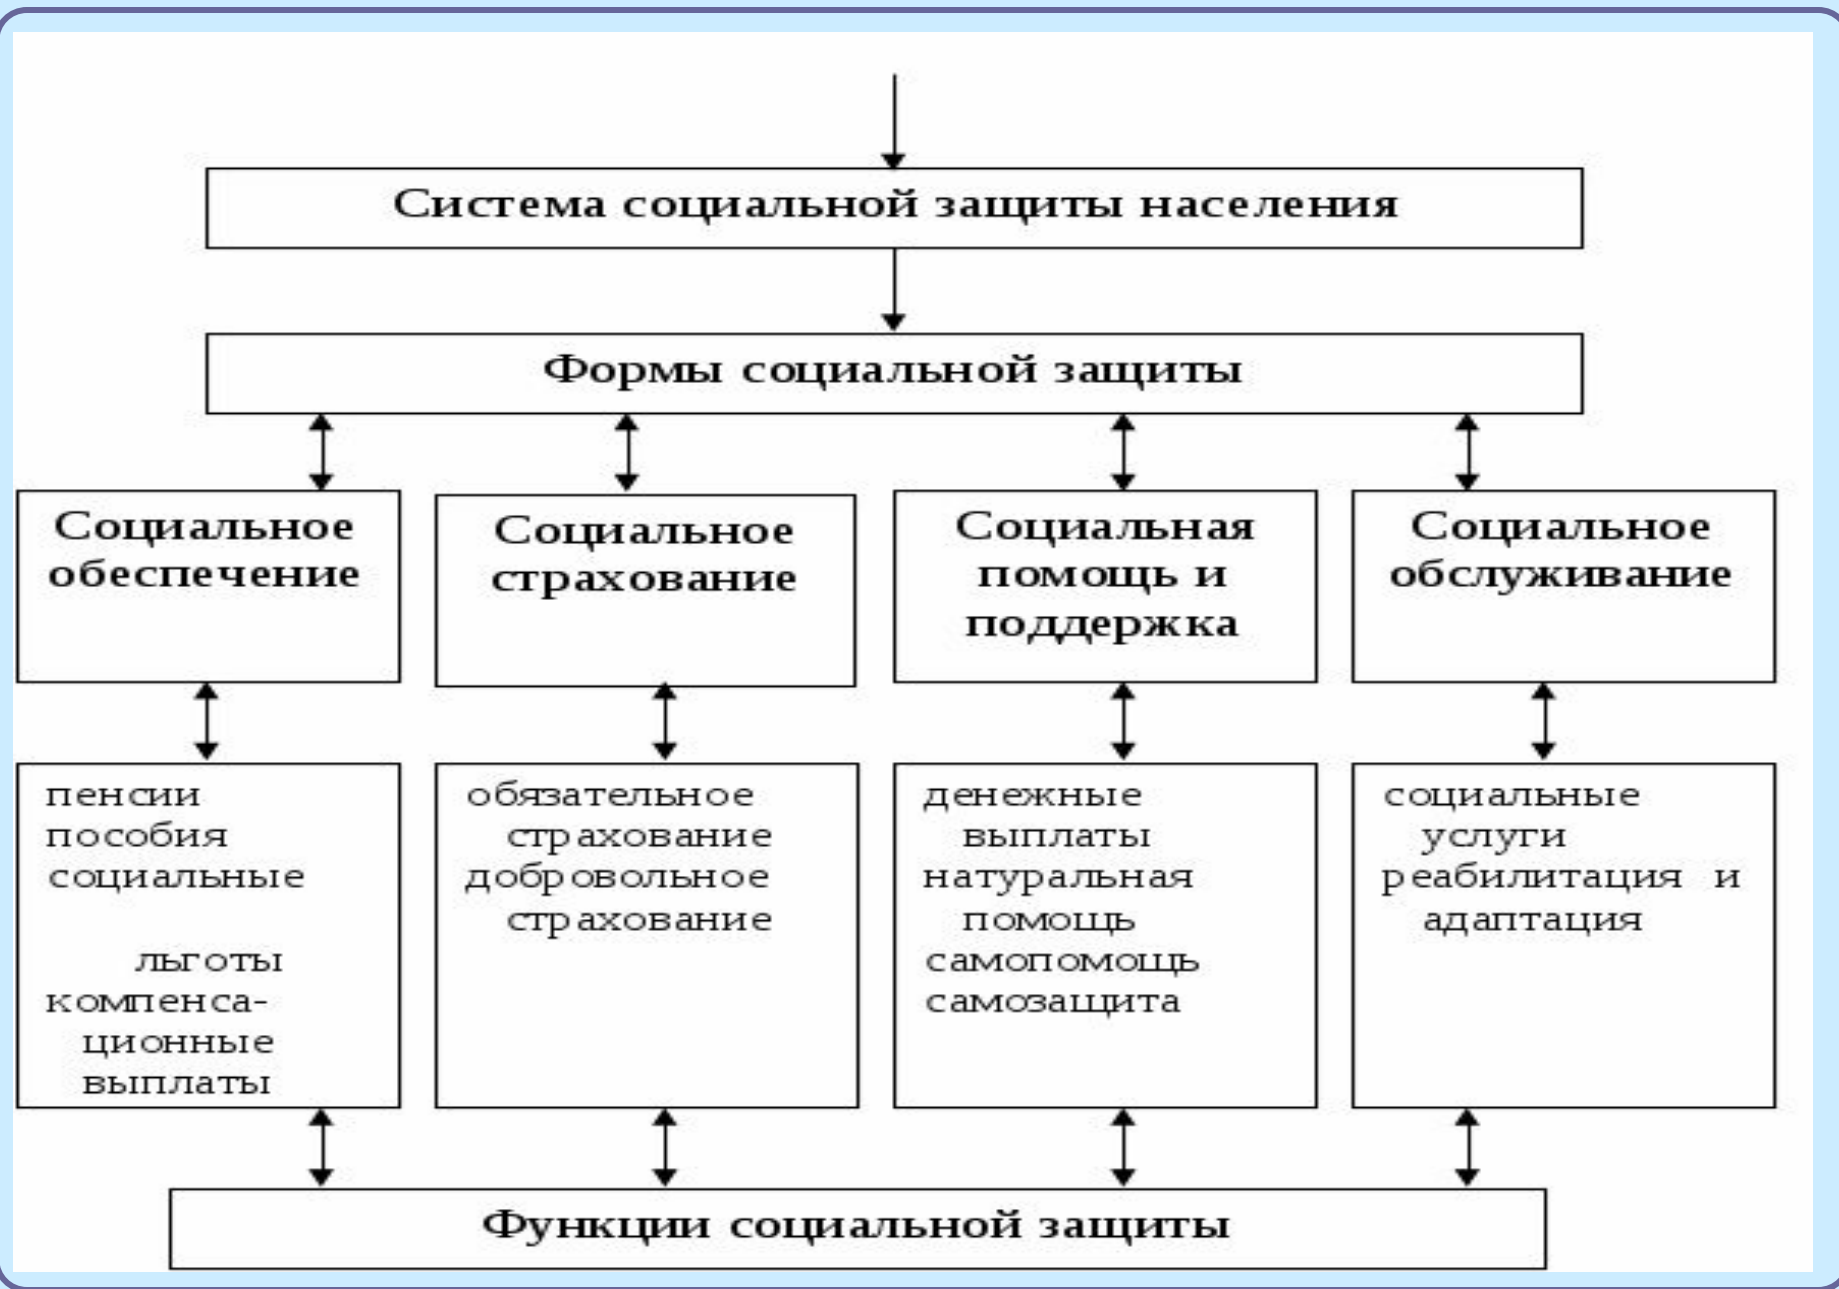 Система социальной защиты населения
Формы социальной защиты
Социальное
обеспечение
Социальное
страхование
Социальная
помощь и
поддержка
Социальное
обслуживание
пенсии
пособия
социальные
льготы
компенса-
ционные
выплаты
обязательное
страхование
добровольное
страхование
денежные
выплаты
натуральная
помощь
самопомощь
самозащита
социальные
услуги
реабилитация и
адаптация
Функции социальной защиты